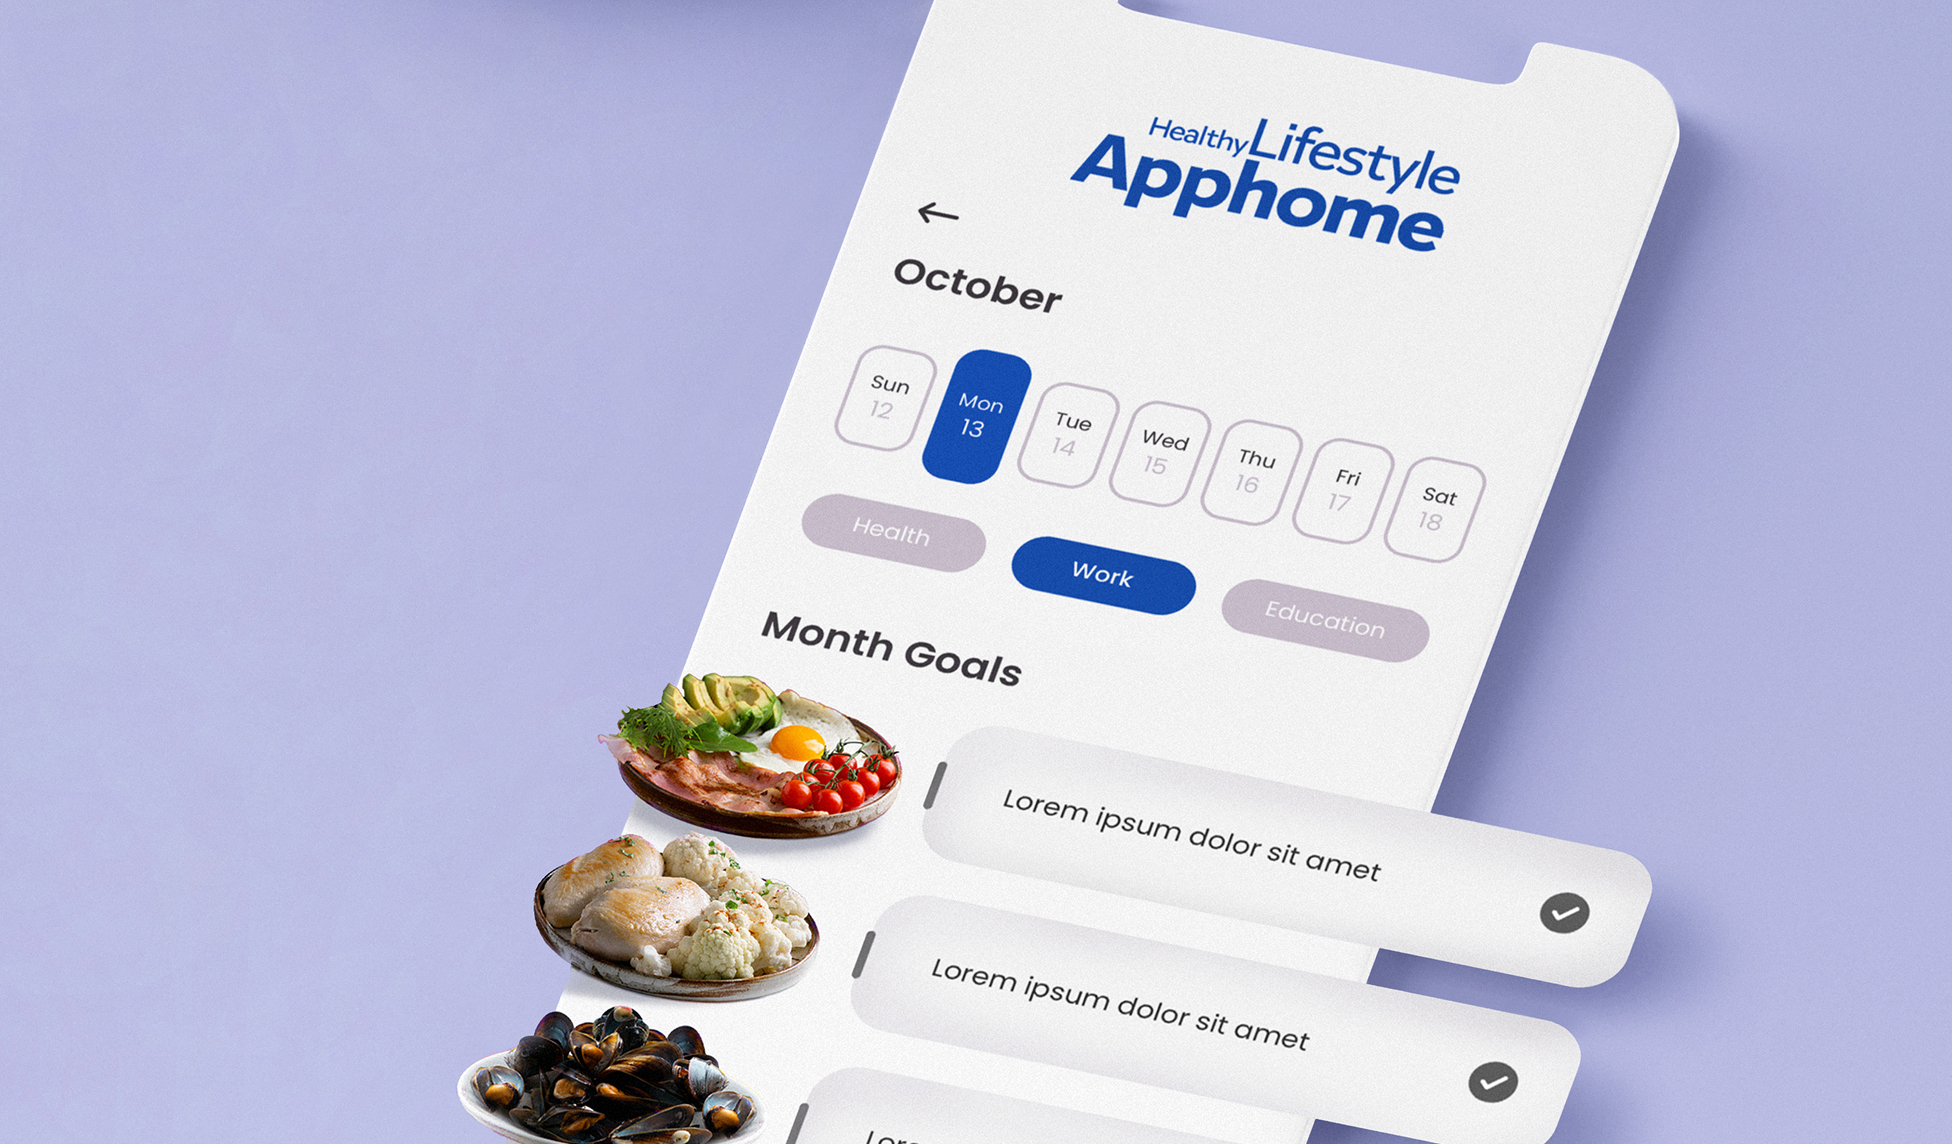 Healthy Lifestyle
Apphome
October
Sun Mon Tue Wed Thu Fri Sat
12 13 14 15 16 17 18
Health Work Education
Month Goals
Lorem ipsum dolor sit amet
Lorem ipsum dolor sit amet